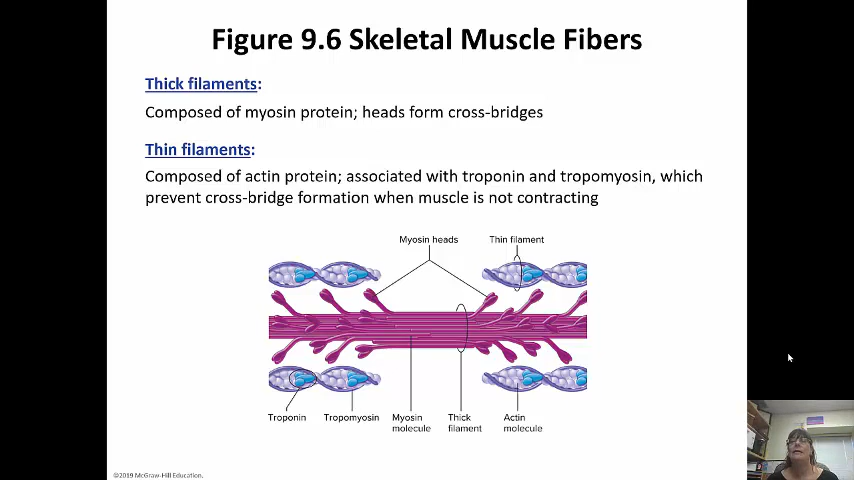 Figure 9.6 Skeletal Muscle Fibers
Thick filaments:
Composed of myosin protein; heads form cross-bridges
Thin filaments:
Composed of actin protein; associated with troponin and tropomyosin, which
prevent cross-bridge formation when muscle is not contracting
Myosin heads
Thin filament
Troponin
Tropomyosin
Myosin
molecule
Thick
filament
Actin
molecule
©2019 McGraw-Hill Education.